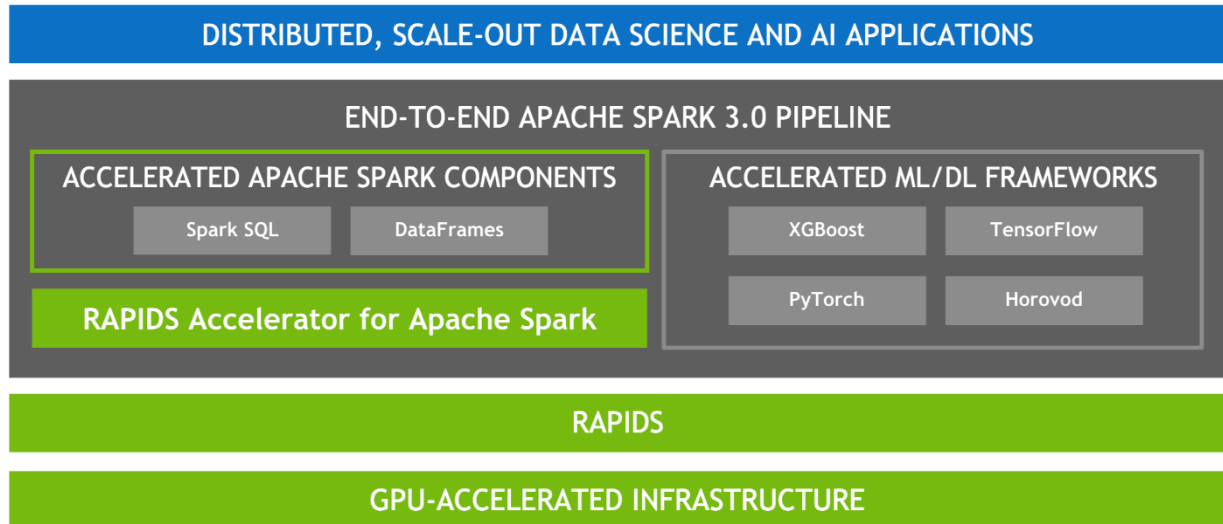 DISTRIBUTED, SCALE-OUT DATA SCIENCE AND AI APPLICATIONS
END-TO-END APACHE SPARK 3.0 PIPELINE
ACCELERATED APACHE SPARK COMPONENTS
Spark SQL
DataFrames
RAPIDS Accelerator for Apache Spark
ACCELERATED ML/DL FRAMEWORKS
XGBoost
TensorFlow
PyTorch
Horovod
RAPIDS
GPU-ACCELERATED INFRASTRUCTURE